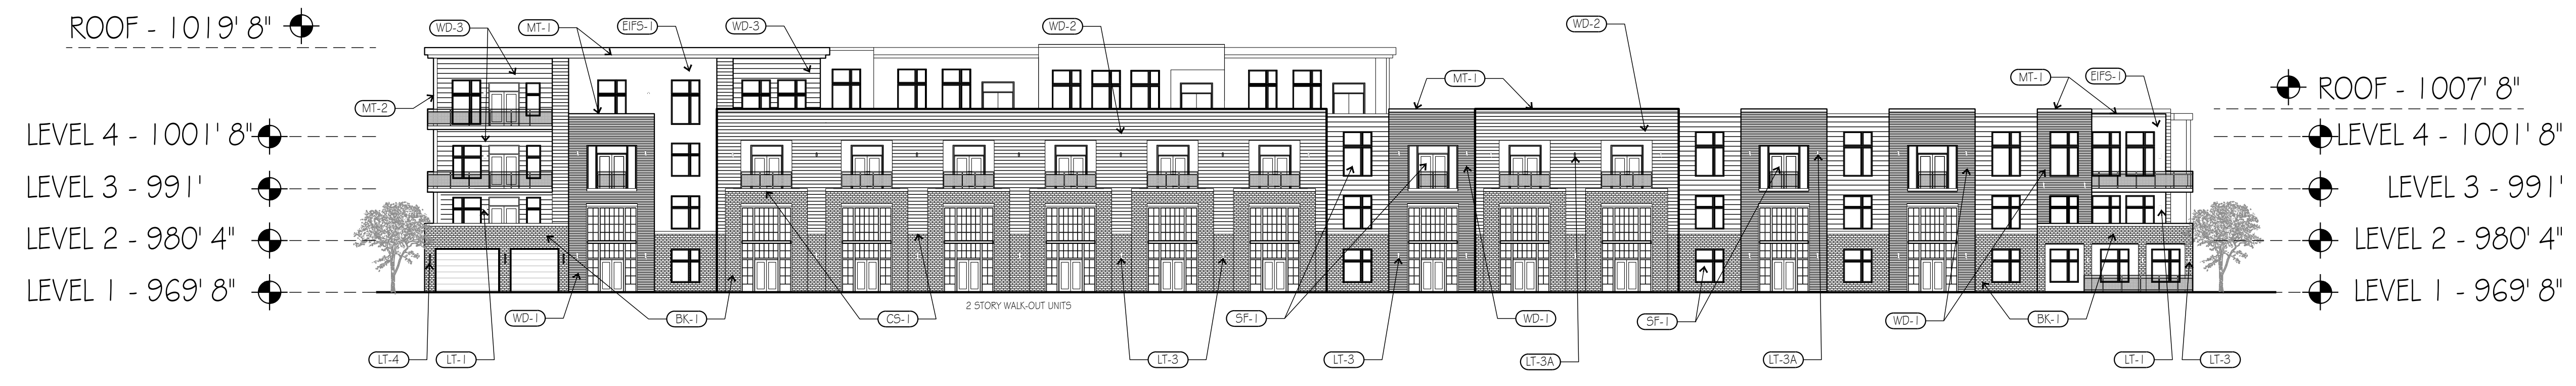 ROOF - 1019' 8"
WD-3
MT-1
EIFS-1
WD-3
WD-2
WD-2
MT-1
MT-1
EIFS-1
ROOF - 1007' 8"
MT-2
LEVEL 4 - 1001' 8"
LEVEL 4 - 1001' 8"
LEVEL 3 - 991'
LEVEL 3 - 991'
LEVEL 2 - 980' 4"
LEVEL 2 - 980' 4"
LEVEL 1 - 969' 8"
LEVEL 1 - 969' 8"
2 STORY WALK-OUT UNITS
WD-1
BK-1
CS-1
SF-1
WD-1
SF-1
WD-1
BK-1
LT-4
LT-1
LT-3
LT-3
LT-3A
LT-3A
LT-1
LT-3